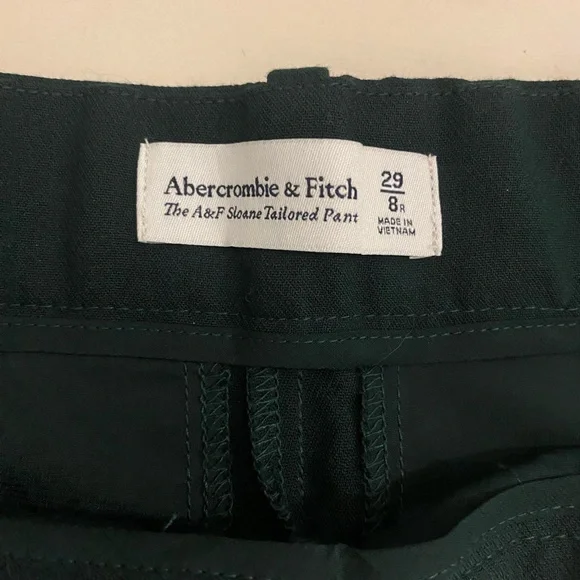 Abercrombie & Fitch
The A&F Sloane Tailored Pant
29
8R
MADE IN
VIETNAM